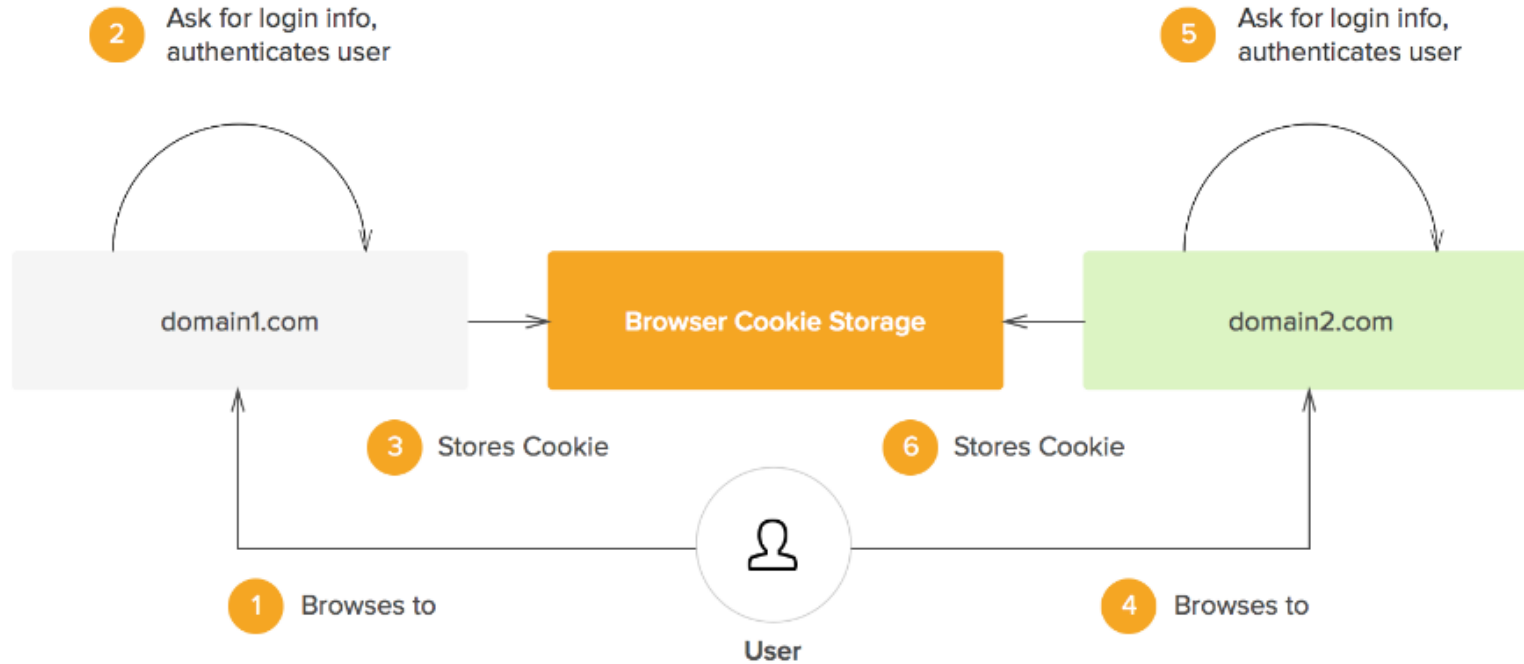 2
Ask for login info,
authenticates user
5
Ask for login info,
authenticates user
domain1.com
Browser Cookie Storage
domain2.com
3
Stores Cookie
6
Stores Cookie
1
Browses to
4
Browses to
User